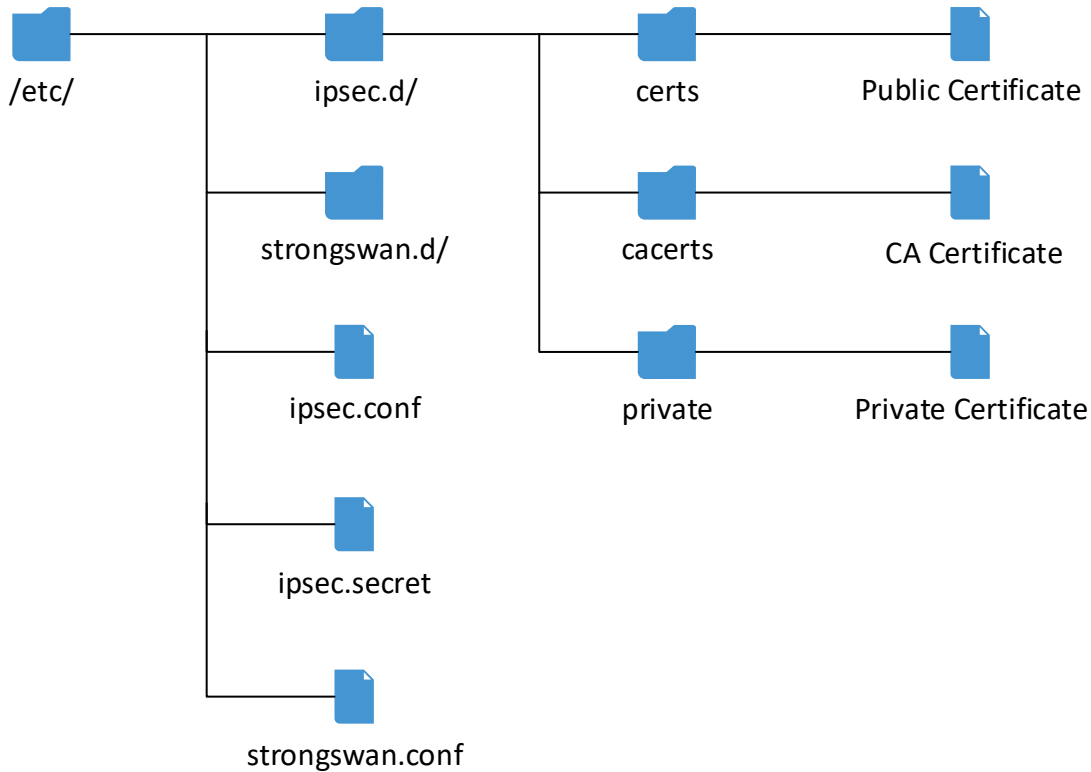 /etc/
ipsec.d/
certs
Public Certificate
strongswan.d/
cacerts
CA Certificate
ipsec.conf
private
Private Certificate
ipsec.secret
strongswan.conf